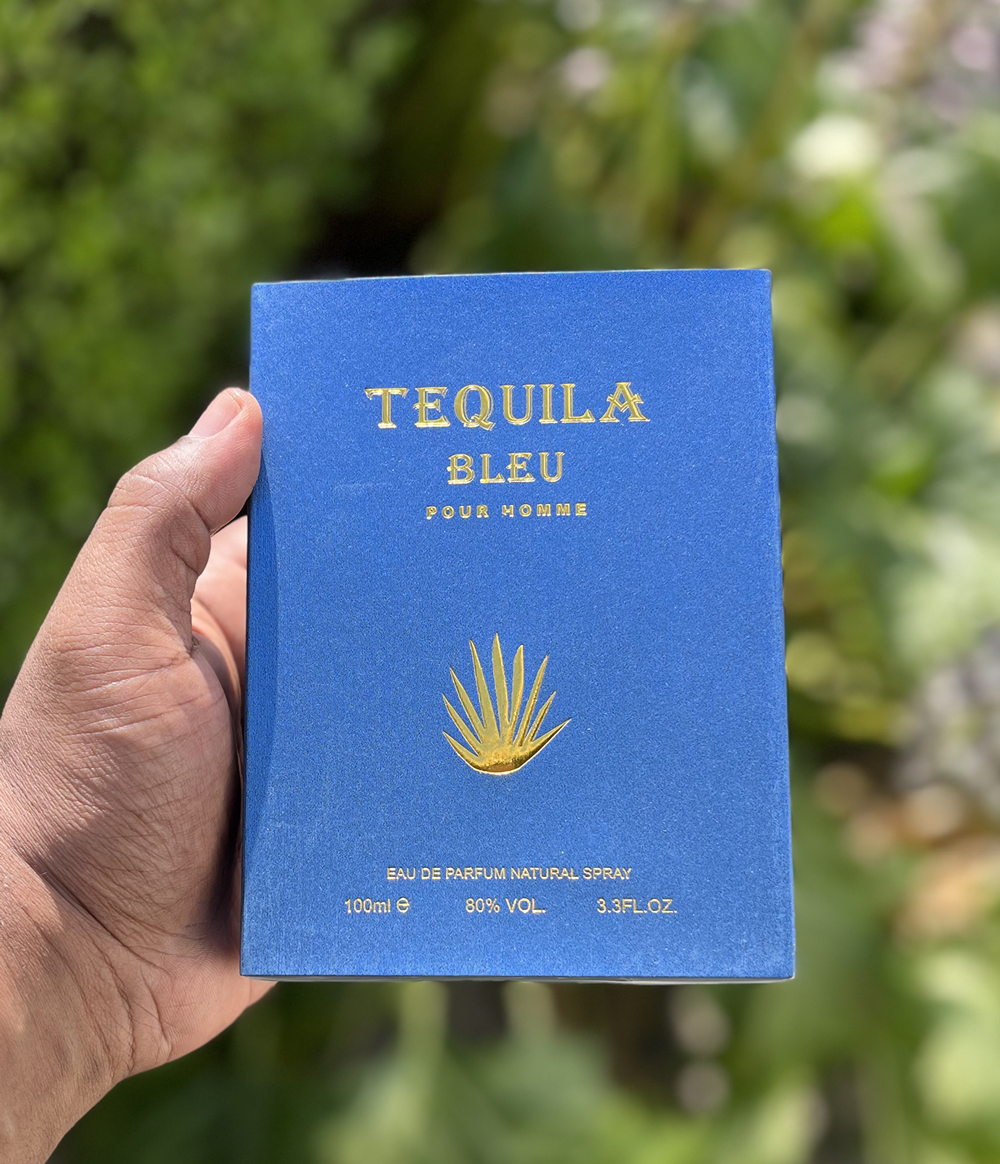 TEQUILA
BLEU
POUR HOMME
EAU DE PARFUM NATURAL SPRAY
100ml ℮ 80% VOL. 3.3FL.OZ.